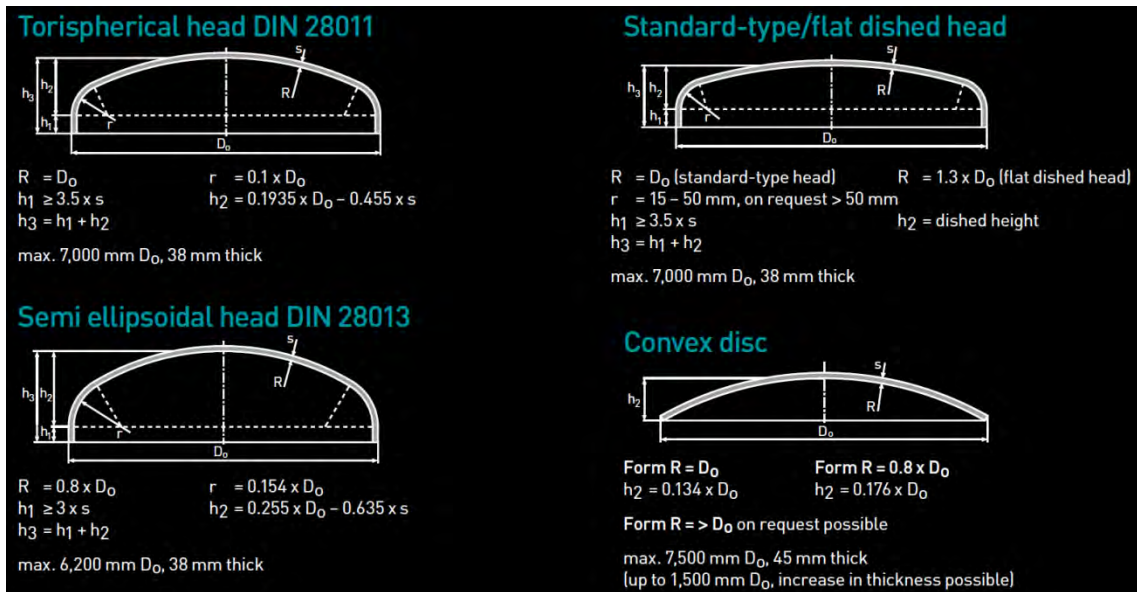 Torispherical head DIN 28011
s
h3
h2
R
h1
r
Do
R = Do r = 0.1 x Do
h1 ≥ 3.5 x s h2 = 0.1935 x Do – 0.455 x s
h3 = h1 + h2
max. 7,000 mm Do, 38 mm thick
Semi ellipsoidal head DIN 28013
s
h3
h2
R
h1
r
Do
R = 0.8 x Do r = 0.154 x Do
h1 ≥ 3 x s h2 = 0.255 x Do – 0.635 x s
h3 = h1 + h2
max. 6,200 mm Do, 38 mm thick
Standard-type/flat dished head
s
h3
h2
R
h1
r
Do
R = Do (standard-type head) R = 1.3 x Do (flat dished head)
r = 15 – 50 mm, on request > 50 mm
h1 ≥ 3.5 x s h2 = dished height
h3 = h1 + h2
max. 7,000 mm Do, 38 mm thick
Convex disc
s
h2
R
Do
Form R = Do Form R = 0.8 x Do
h2 = 0.134 x Do h2 = 0.176 x Do
Form R = > Do on request possible
max. 7,500 mm Do, 45 mm thick
(up to 1,500 mm Do, increase in thickness possible)